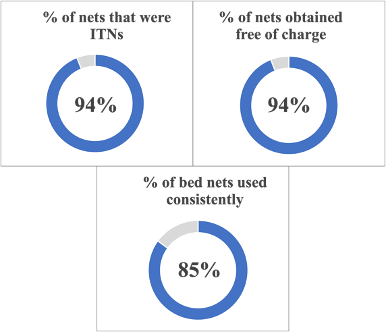 % of nets that were
ITNs
94%
% of nets obtained
free of charge
94%
% of bed nets used
consistently
85%